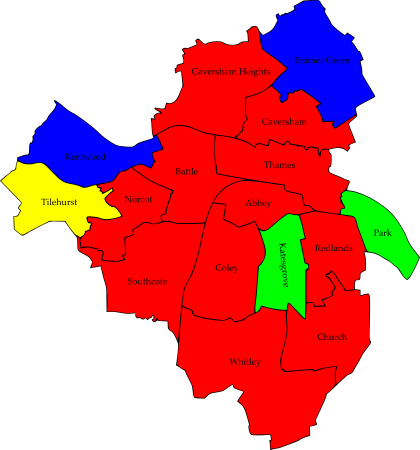 Emmer Green
Caversham Heights
Caversham
Kentwood
Battle
Thames
Tilehurst
Norcot
Abbey
Park
Redlands
Katesgrove
Coley
Southcote
Church
Whitley